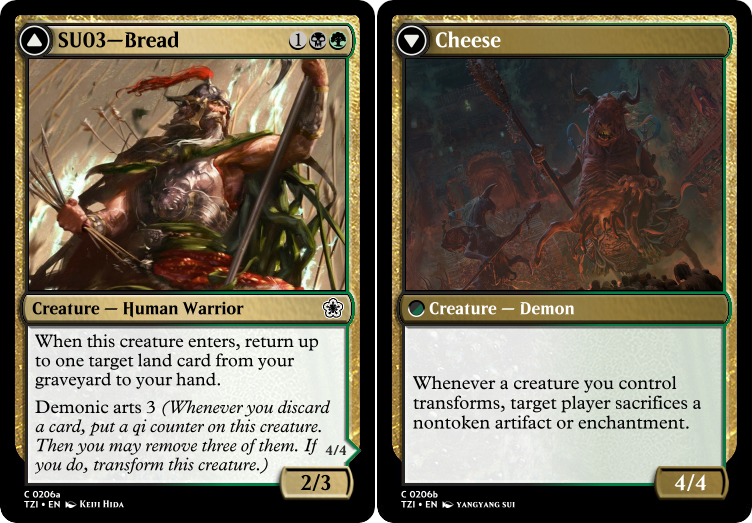 SU03—Bread
1
Creature — Human Warrior
When this creature enters, return up
to one target land card from your
graveyard to your hand.
Demonic arts 3 (Whenever you discard
a card, put a qi counter on this creature.
Then you may remove three of them. If
you do, transform this creature.)
4/4
2/3
C 0206a
TZI • EN Keiji Hida
Cheese
Creature — Demon
Whenever a creature you control
transforms, target player sacrifices a
nontoken artifact or enchantment.
4/4
C 0206b
TZI • EN yangyang sui